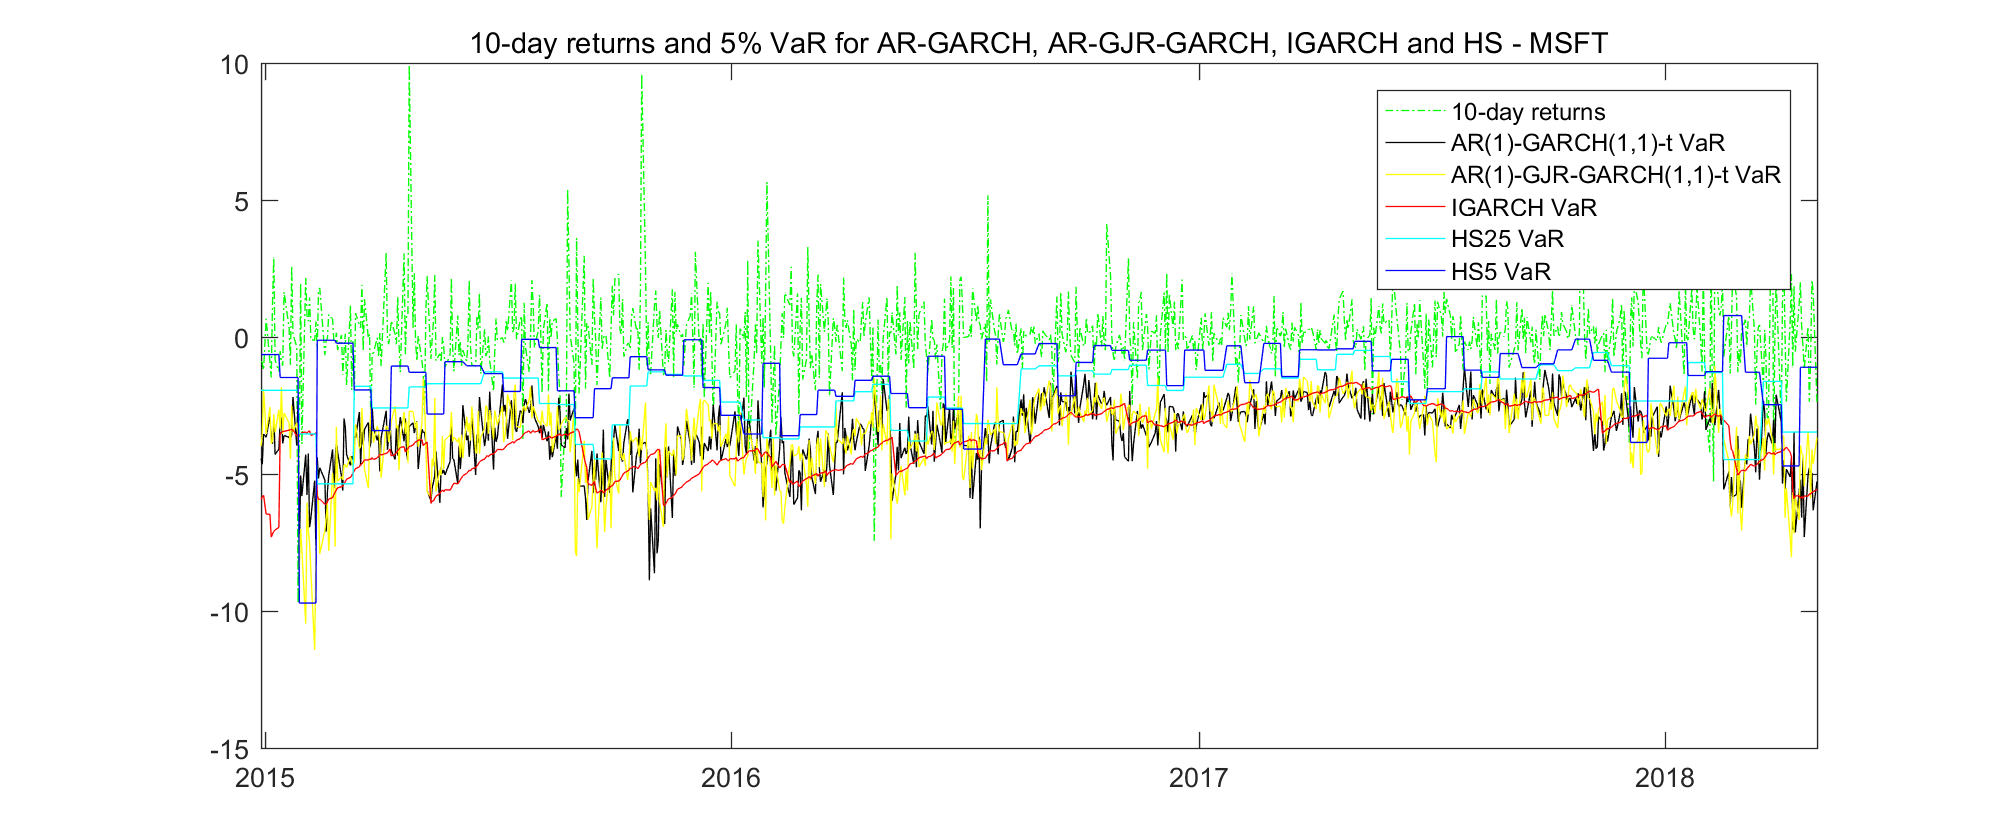 10-day returns and 5% VaR for AR-GARCH, AR-GJR-GARCH, IGARCH and HS - MSFT
10
5
0
-5
-10
-15
2015
2016
2017
2018
10-day returns
AR(1)-GARCH(1,1)-t VaR
AR(1)-GJR-GARCH(1,1)-t VaR
IGARCH VaR
HS25 VaR
HS5 VaR